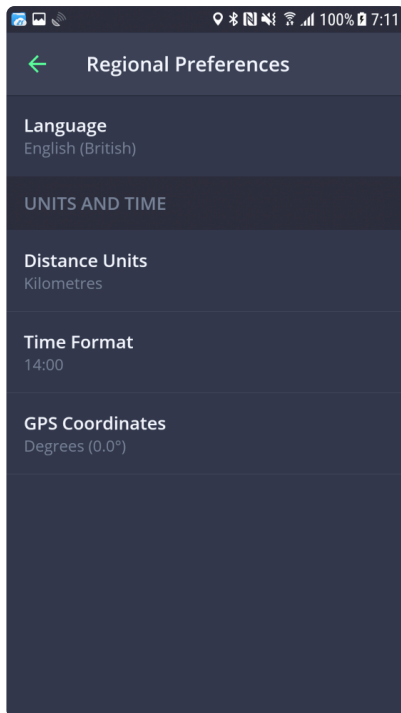 100% 7:11
Regional Preferences
Language
English (British)
UNITS AND TIME
Distance Units
Kilometres
Time Format
14:00
GPS Coordinates
Degrees (0.0°)